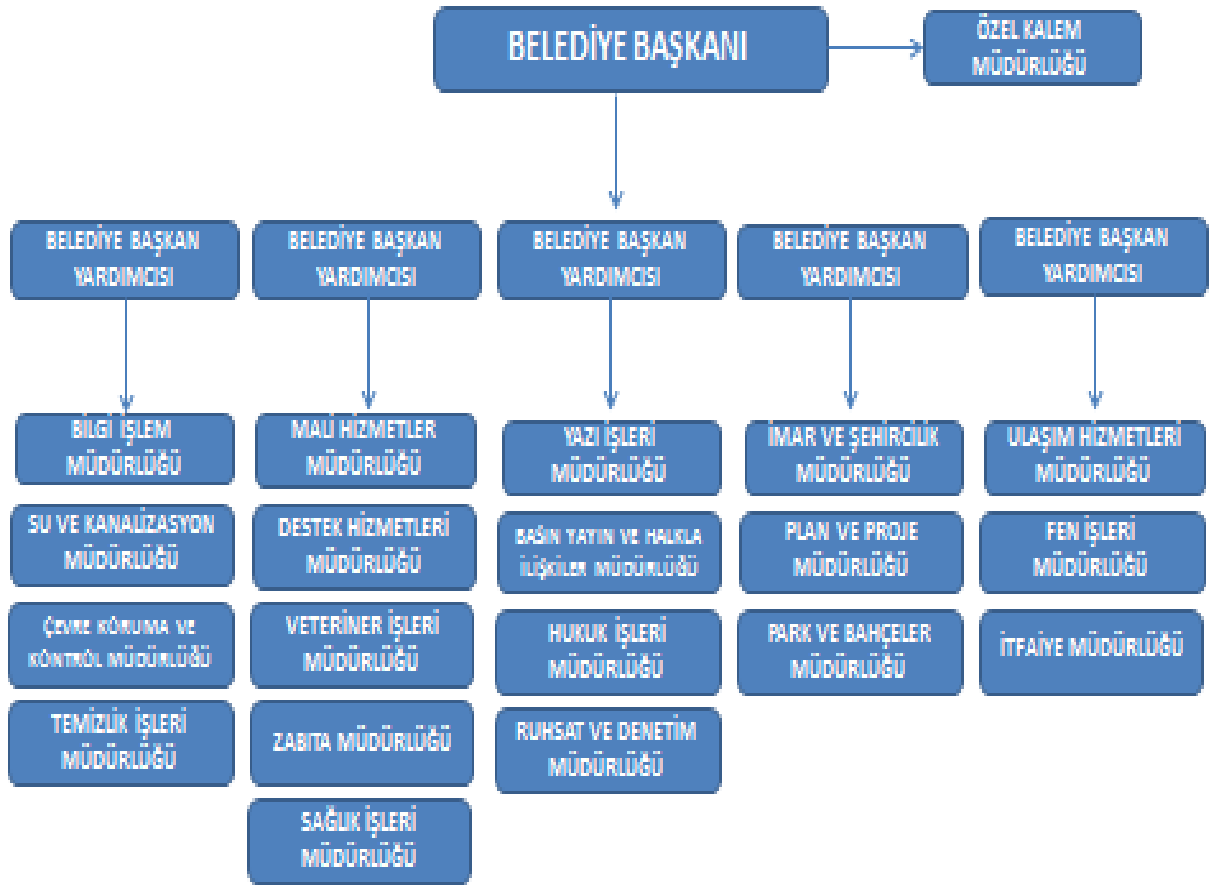 BELEDİYE BAŞKANI
ÖZEL KALEM
MÜDÜRLÜĞÜ
BELEDİYE BAŞKAN
YARDIMCISI
BELEDİYE BAŞKAN
YARDIMCISI
BELEDİYE BAŞKAN
YARDIMCISI
BELEDİYE BAŞKAN
YARDIMCISI
BELEDİYE BAŞKAN
YARDIMCISI
BİLGİ İŞLEM
MÜDÜRLÜĞÜ
SU VE KANALİZASYON
MÜDÜRLÜĞÜ
ÇEVRE KORUMA VE
KONTROL MÜDÜRLÜĞÜ
TEMİZLİK İŞLERİ
MÜDÜRLÜĞÜ
MALİ HİZMETLER
MÜDÜRLÜĞÜ
DESTEK HİZMETLERİ
MÜDÜRLÜĞÜ
VETERİNER İŞLERİ
MÜDÜRLÜĞÜ
ZABITA MÜDÜRLÜĞÜ
SAĞLIK İŞLERİ
MÜDÜRLÜĞÜ
YAZI İŞLERİ
MÜDÜRLÜĞÜ
BASIN YAYIN VE HALKLA
İLİŞKİLER MÜDÜRLÜĞÜ
HUKUK İŞLERİ
MÜDÜRLÜĞÜ
RUHSAT VE DENETİM
MÜDÜRLÜĞÜ
İMAR VE ŞEHİRCİLİK
MÜDÜRLÜĞÜ
PLAN VE PROJE
MÜDÜRLÜĞÜ
PARK VE BAHÇELER
MÜDÜRLÜĞÜ
ULAŞIM HİZMETLERİ
MÜDÜRLÜĞÜ
FEN İŞLERİ
MÜDÜRLÜĞÜ
İTFAİYE MÜDÜRLÜĞÜ